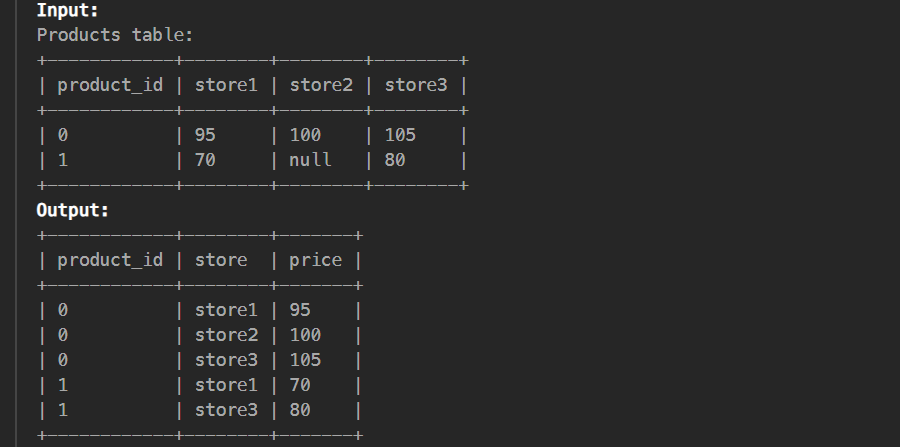 Input:
Products table:
+------------+--------+--------+--------+
| product_id | store1 | store2 | store3 |
+------------+--------+--------+--------+
| 0          | 95     | 100    | 105    |
| 1          | 70     | null   | 80     |
+------------+--------+--------+--------+
Output:
+------------+--------+-------+
| product_id | store  | price |
+------------+--------+-------+
| 0          | store1 | 95    |
| 0          | store2 | 100   |
| 0          | store3 | 105   |
| 1          | store1 | 70    |
| 1          | store3 | 80    |
+------------+--------+-------+